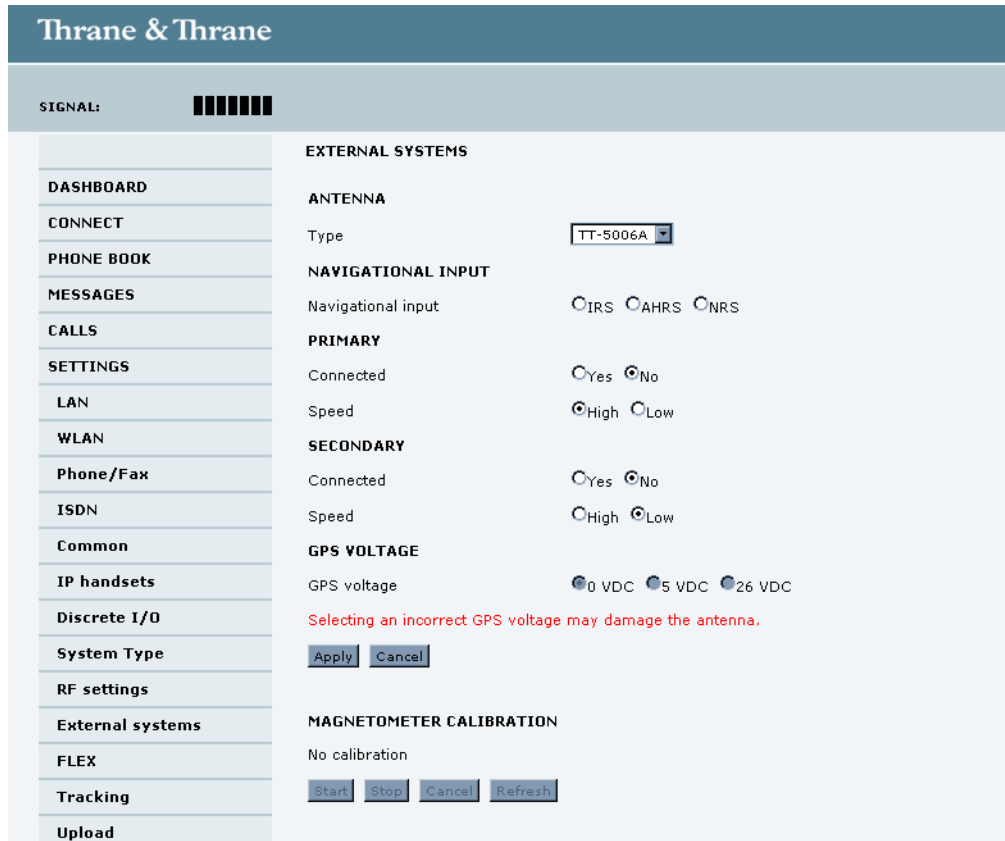 Thrane & Thrane
SIGNAL:
DASHBOARD
CONNECT
PHONE BOOK
MESSAGES
CALLS
SETTINGS
LAN
WLAN
Phone/Fax
ISDN
Common
IP handsets
Discrete I/O
System Type
RF settings
External systems
FLEX
Tracking
Upload
EXTERNAL SYSTEMS
ANTENNA
Type TT-5006A
NAVIGATIONAL INPUT
Navigational input IRS AHRS NRS
PRIMARY
Connected Yes No
Speed High Low
SECONDARY
Connected Yes No
Speed High Low
GPS VOLTAGE
GPS voltage 0 VDC 5 VDC 26 VDC
Selecting an incorrect GPS voltage may damage the antenna.
Apply Cancel
MAGNETOMETER CALIBRATION
No calibration
Start Stop Cancel Refresh